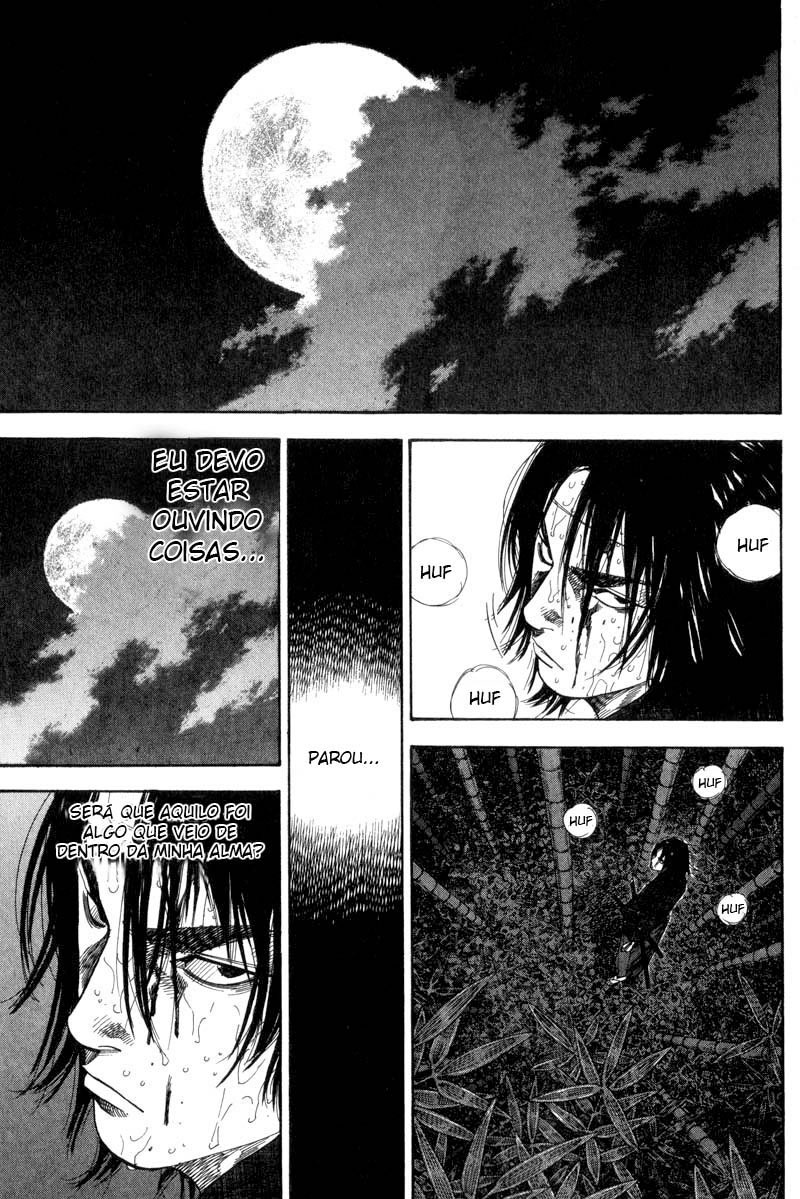 HUF
HUF
HUF
HUF
HUF
HUF
PAROU...
EU DEVO
ESTAR
OUVINDO
COISAS...
SERÁ QUE AQUILO FOI
ALGO QUE VEIO DE
DENTRO DA MINHA ALMA?